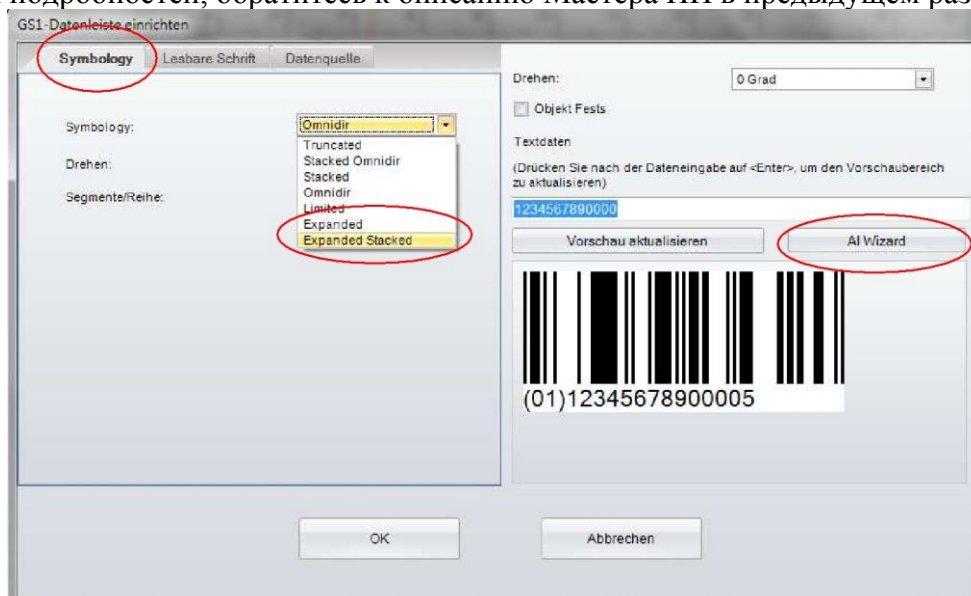 подробностей, обратитесь к описанию Мастера ИП в предыдущем раз
GS1-Datenleiste einrichten
Symbology
Lesbare Schrift
Datenquelle
Symbology:
Omnidir
Truncated
Stacked Omnidir
Stacked
Omnidir
Limited
Expanded
Expanded Stacked
Drehen:
Segmente/Reihe:
Drehen:
0 Grad
Objekt Fests
Textdaten
(Drücken Sie nach der Dateneingabe auf <Enter>, um den Vorschaubereich
zu aktualisieren)
1234567890000
Vorschau aktualisieren
AI Wizard
(01)12345678900005
OK
Abbrechen